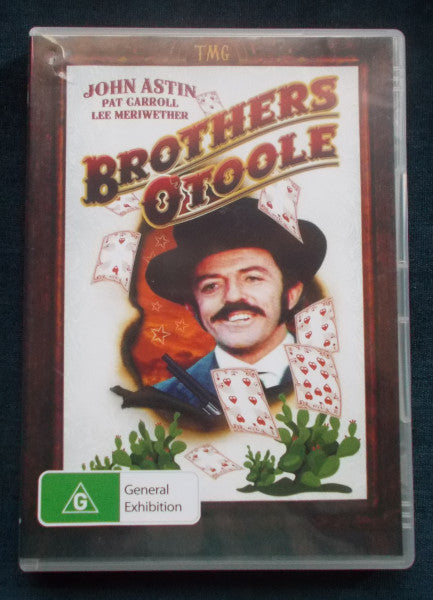 TMG
JOHN ASTIN
PAT CARROLL
LEE MERIWETHER
BROTHERS
O'TOOLE
G
General
Exhibition